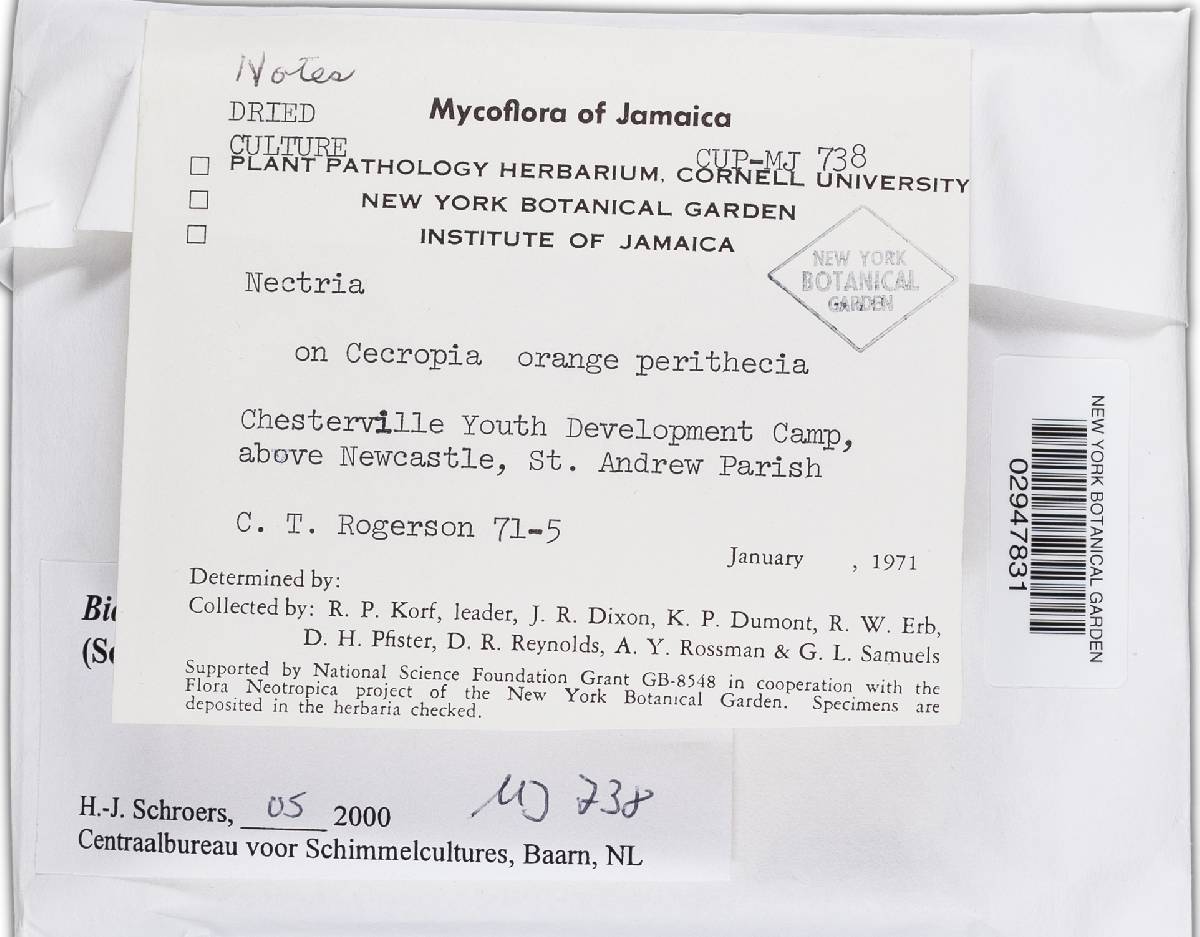 Notes
DRIED
CULTURE
Mycoflora of Jamaica
CUP-MJ 738
PLANT PATHOLOGY HERBARIUM, CORNELL UNIVERSITY
NEW YORK BOTANICAL GARDEN
INSTITUTE OF JAMAICA
NEW YORK
BOTANICAL
GARDEN
Nectria
on Cecropia orange perithecia
Chesterville Youth Development Camp,
above Newcastle, St. Andrew Parish
C. T. Rogerson 71-5
January , 1971
Determined by:
Collected by: R. P. Korf, leader, J. R. Dixon, K. P. Dumont, R. W. Erb,
D. H. Pfister, D. R. Reynolds, A. Y. Rossman & G. L. Samuels
Supported by National Science Foundation Grant GB-8548 in cooperation with the
Flora Neotropica project of the New York Botanical Garden. Specimens are
deposited in the herbaria checked.
H.-J. Schroers, 05 2000
MJ 738
Centraalbureau voor Schimmelcultures, Baarn, NL
NEW YORK BOTANICAL GARDEN
02947831